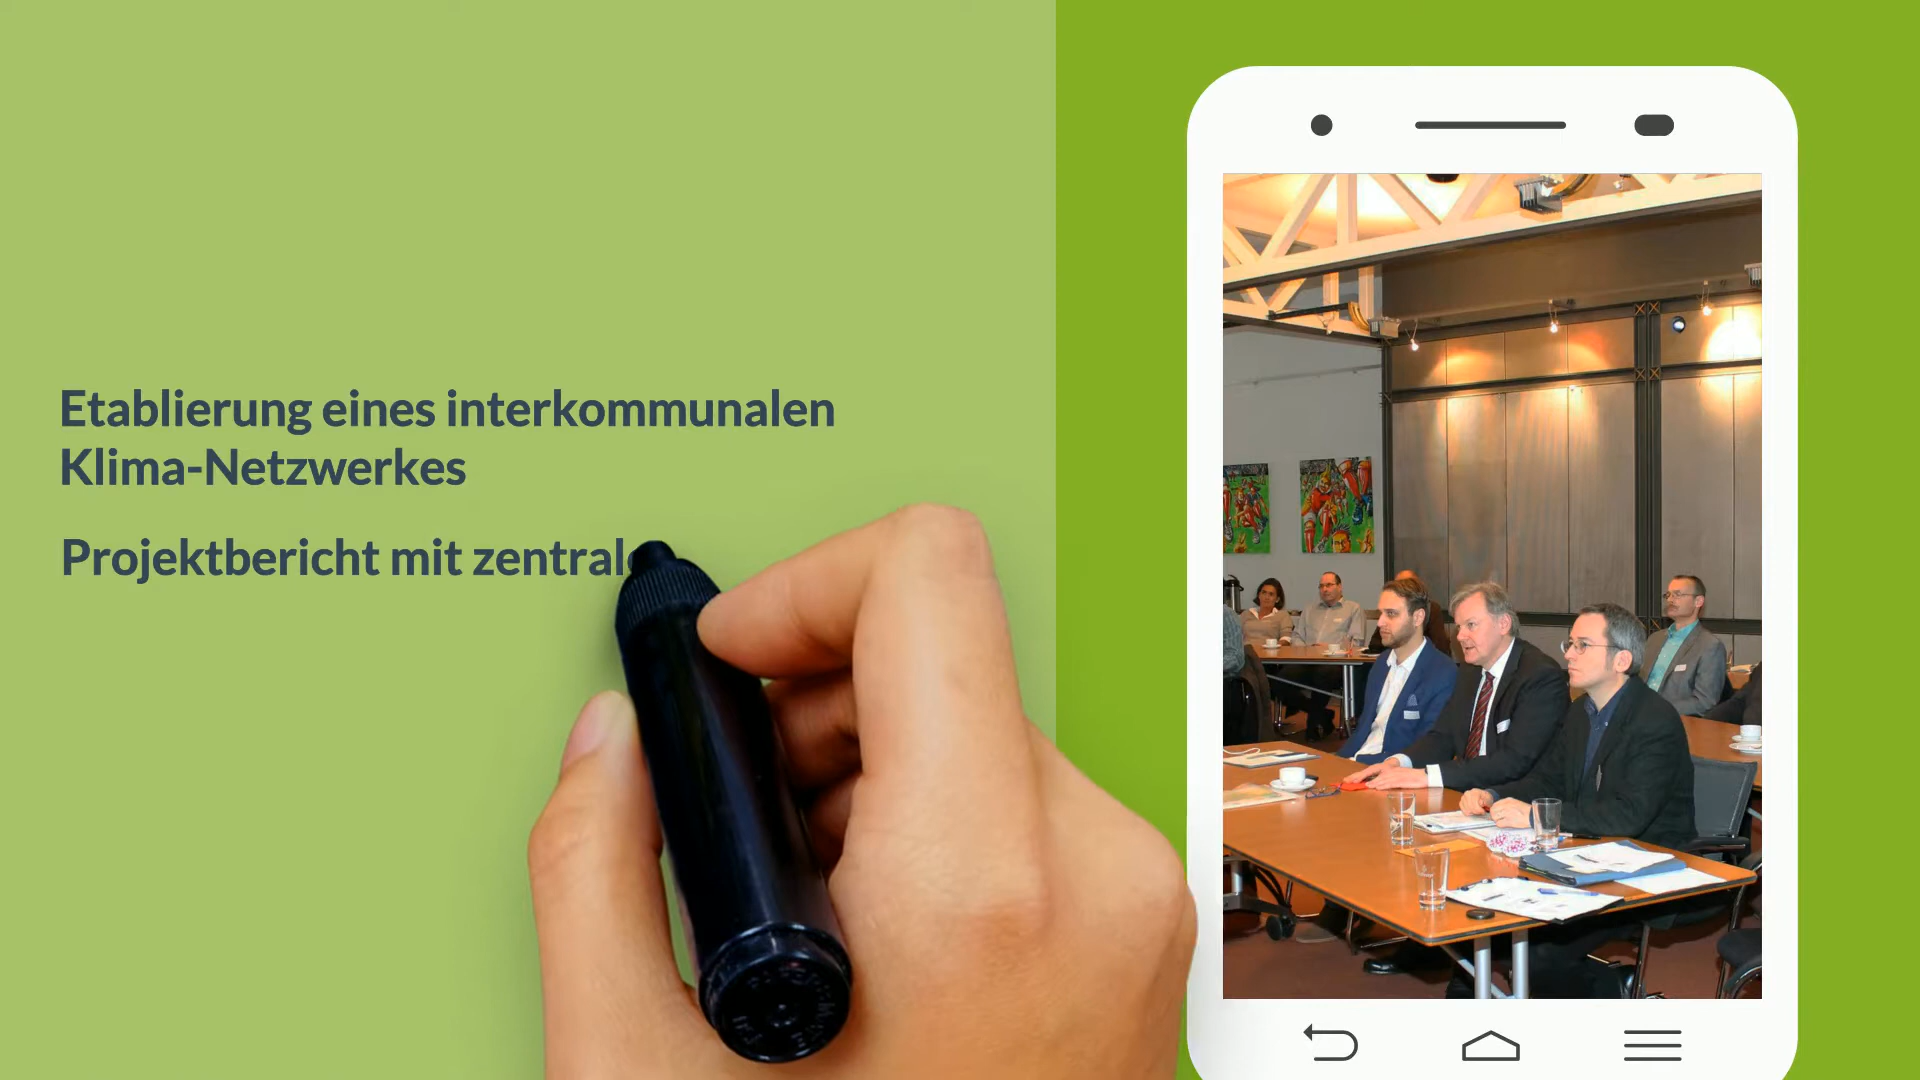 Etablierung eines interkommunalen
Klima-Netzwerkes
Projektbericht mit zentral